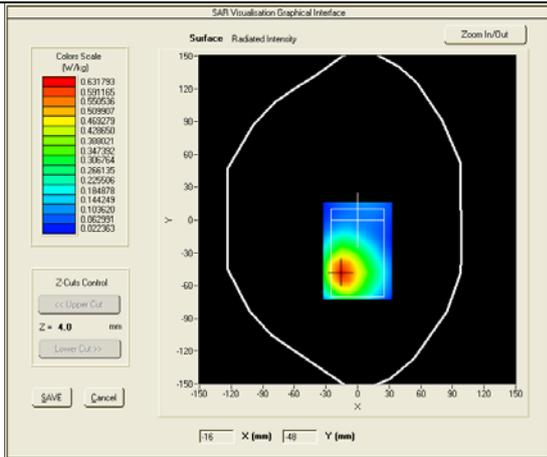 SAR Visualisation Graphical Interface
Surface Radiated Intensity
Zoom In/Out
Colors Scale
(W/kg)
0.631793
0.591165
0.550536
0.509907
0.469279
0.428650
0.388021
0.347392
0.306764
0.266135
0.225506
0.184878
0.144249
0.103620
0.062991
0.022363
Z-Cuts Control
<< Upper Cut
Z = 4.0 mm
Lower Cut >>
SAVE
Cancel
150
120
90
60
30
0
-30
-60
-90
-120
-150
Y
-150 -120 -90 -60 -30 0 30 60 90 120 150
X
-16 X (mm) -48 Y (mm)